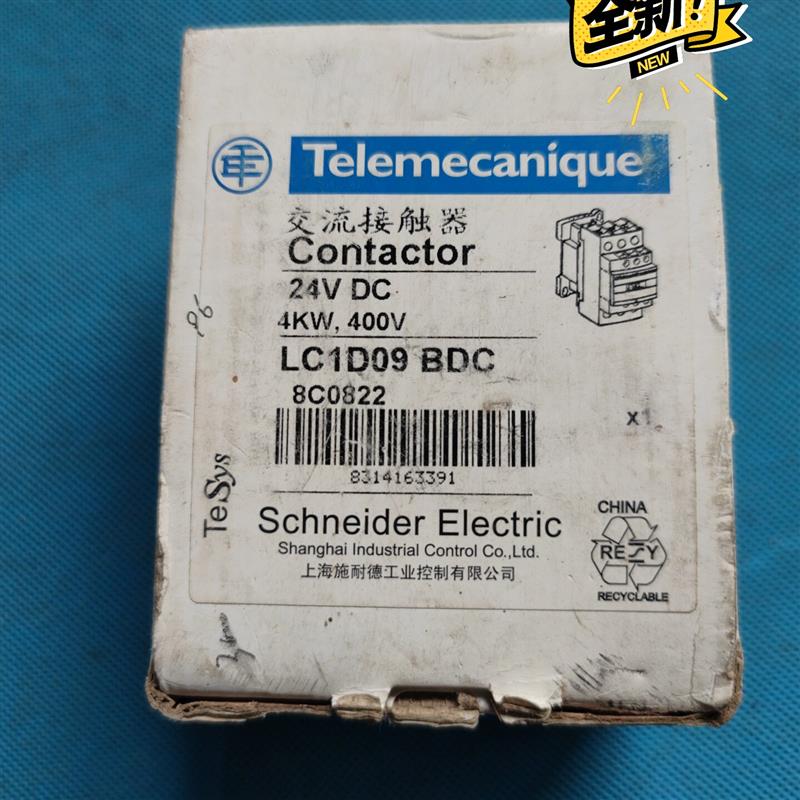 全新!
NEW
Telemecanique
交流接触器
Contactor
24V DC
4KW, 400V
LC1D09 BDC
8C0822
x1
8314163391
TeSys
Schneider Electric
Shanghai Industrial Control Co.,Ltd.
上海施耐德工业控制有限公司
CHINA
RESY
RECYCLABLE